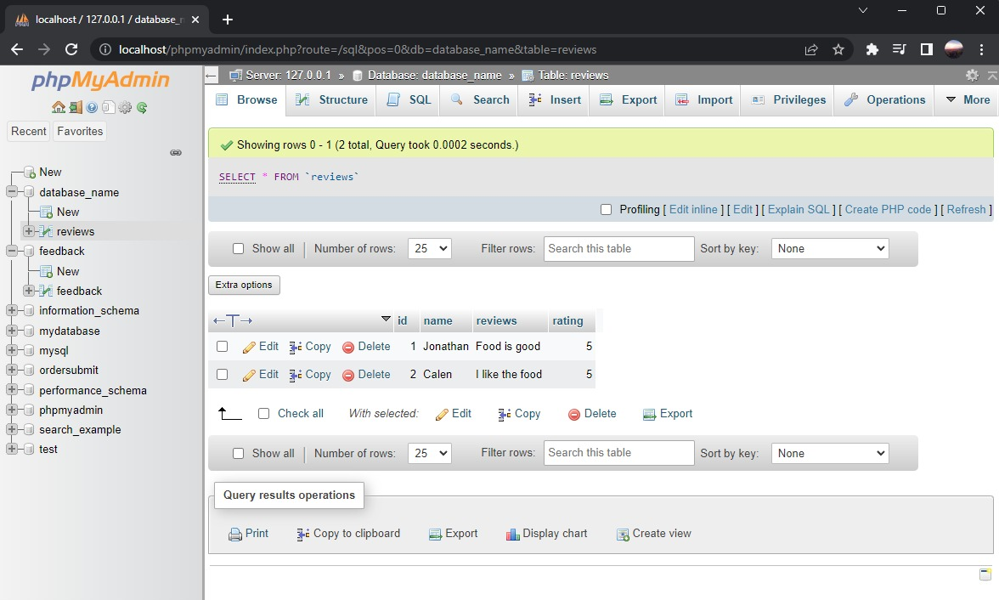 localhost / 127.0.0.1 / database_n
localhost/phpmyadmin/index.php?route=/sql&pos=0&db=database_name&table=reviews
phpMyAdmin
Recent Favorites
New
database_name
New
reviews
feedback
New
feedback
information_schema
mydatabase
mysql
ordersubmit
performance_schema
phpmyadmin
search_example
test
Server: 127.0.0.1 » Database: database_name » Table: reviews
Browse Structure SQL Search Insert Export Import Privileges Operations More
Showing rows 0 - 1 (2 total, Query took 0.0002 seconds.)
SELECT * FROM `reviews`
Profiling [ Edit inline ] [ Edit ] [ Explain SQL ] [ Create PHP code ] [ Refresh ]
Show all Number of rows: 25 Filter rows: Search this table Sort by key: None
Extra options
←T→ id name reviews rating
Edit Copy Delete 1 Jonathan Food is good 5
Edit Copy Delete 2 Calen I like the food 5
Check all With selected: Edit Copy Delete Export
Show all Number of rows: 25 Filter rows: Search this table Sort by key: None
Query results operations
Print Copy to clipboard Export Display chart Create view